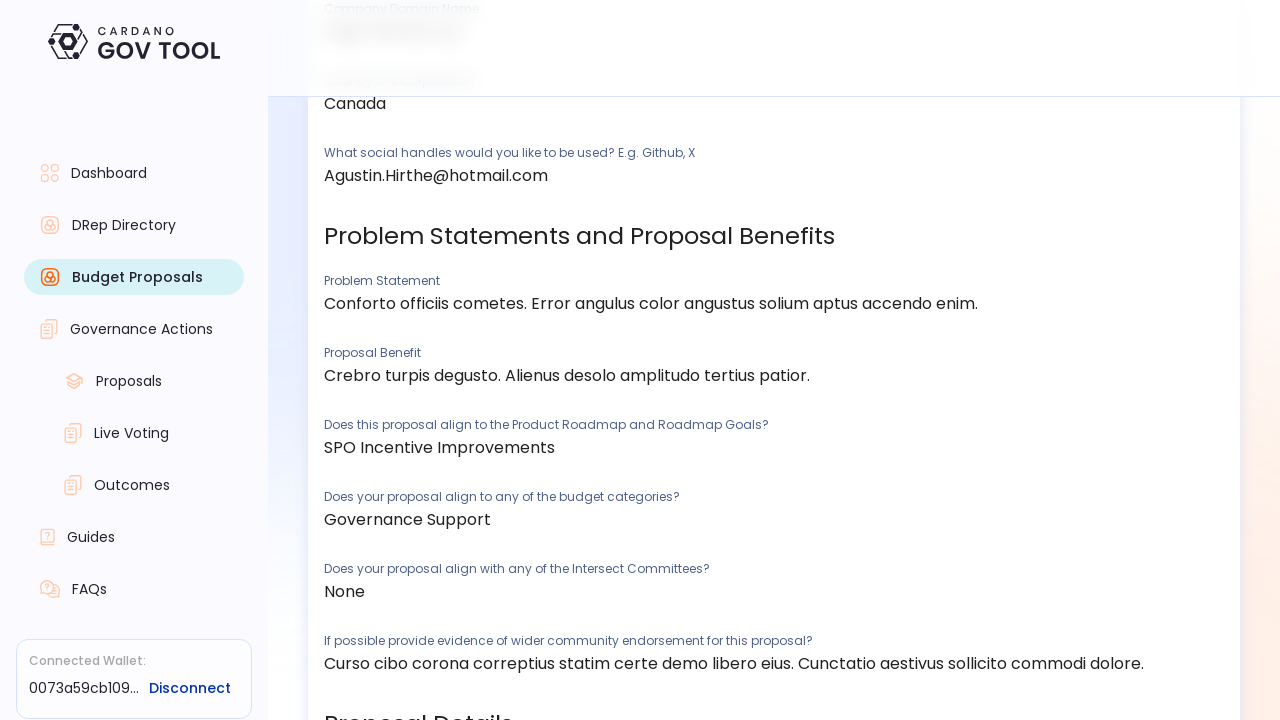 CARDANO
GOV TOOL
Dashboard
DRep Directory
Budget Proposals
Governance Actions
Proposals
Live Voting
Outcomes
Guides
FAQs
Connected Wallet:
0073a59cb109...
Disconnect
Company Domain Name
Canada
What social handles would you like to be used? E.g. Github, X
Agustin.Hirthe@hotmail.com
Problem Statements and Proposal Benefits
Problem Statement
Conforto officiis cometes. Error angulus color angustus solium aptus accendo enim.
Proposal Benefit
Crebro turpis degusto. Alienus desolo amplitudo tertius patior.
Does this proposal align to the Product Roadmap and Roadmap Goals?
SPO Incentive Improvements
Does your proposal align to any of the budget categories?
Governance Support
Does your proposal align with any of the Intersect Committees?
None
If possible provide evidence of wider community endorsement for this proposal?
Curso cibo corona correptius statim certe demo libero eius. Cunctatio aestivus sollicito commodi dolore.
Proposal Details